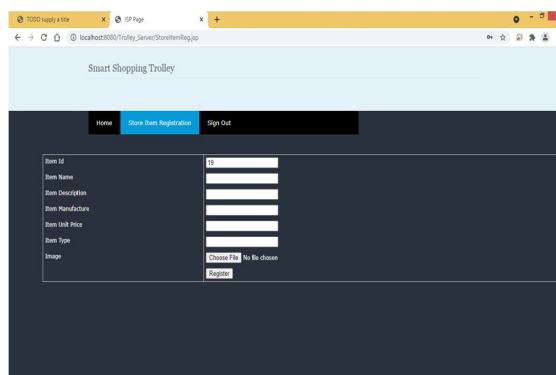 TODO supply a title
JSP Page
localhost:8080/Trolley_Server/StoreItemReg.jsp
Smart Shopping Trolley
Home Store Item Registration Sign Out
Item Id 19
Item Name
Item Description
Item Manufacture
Item Unit Price
Item Type
Image Choose File No file chosen
Register